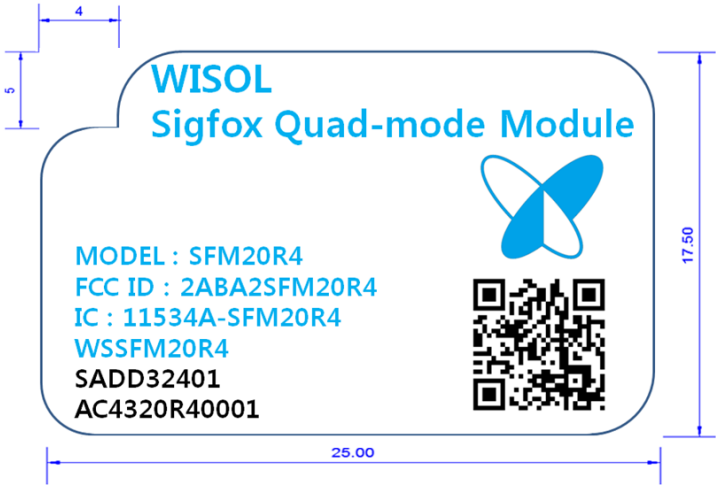 4
5
WISOL
Sigfox Quad-mode Module
17.50
MODEL : SFM20R4
FCC ID : 2ABA2SFM20R4
IC : 11534A-SFM20R4
WSSFM20R4
SADD32401
AC4320R40001
25.00